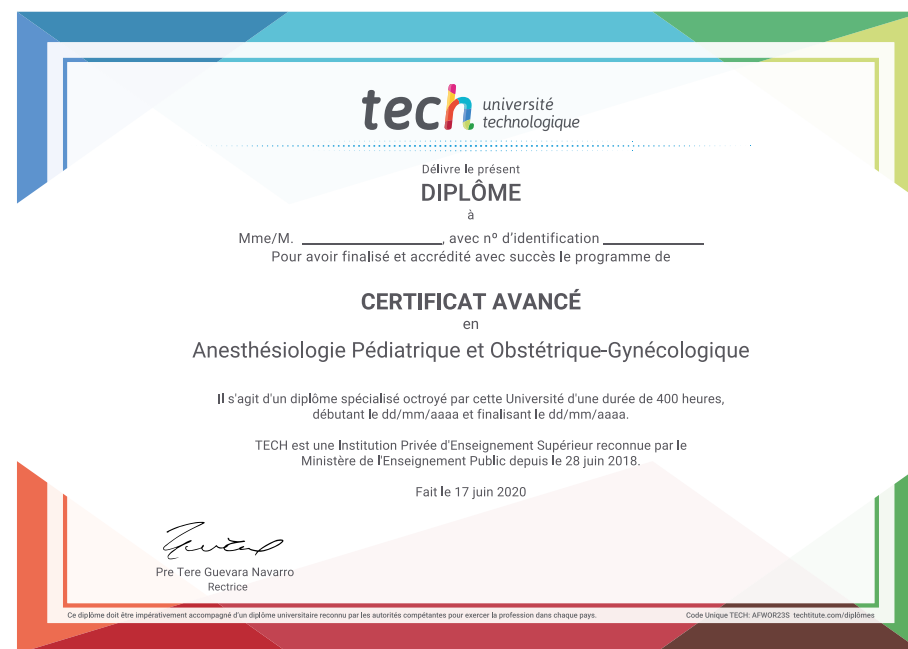 tech université
technologique
Délivre le présent
DIPLÔME
à
Mme/M. ____________________, avec nº d'identification ______________
Pour avoir finalisé et accrédité avec succès le programme de
CERTIFICAT AVANCÉ
en
Anesthésiologie Pédiatrique et Obstétrique-Gynécologique
Il s'agit d'un diplôme spécialisé octroyé par cette Université d'une durée de 400 heures,
débutant le dd/mm/aaaa et finalisant le dd/mm/aaaa.
TECH est une Institution Privée d'Enseignement Supérieur reconnue par le
Ministère de l'Enseignement Public depuis le 28 juin 2018.
Fait le 17 juin 2020
Pre Tere Guevara Navarro
Rectrice
Ce diplôme doit être impérativement accompagné d'un diplôme universitaire reconnu par les autorités compétentes pour exercer la profession dans chaque pays. Code Unique TECH: AFWOR23S techtitute.com/diplômes